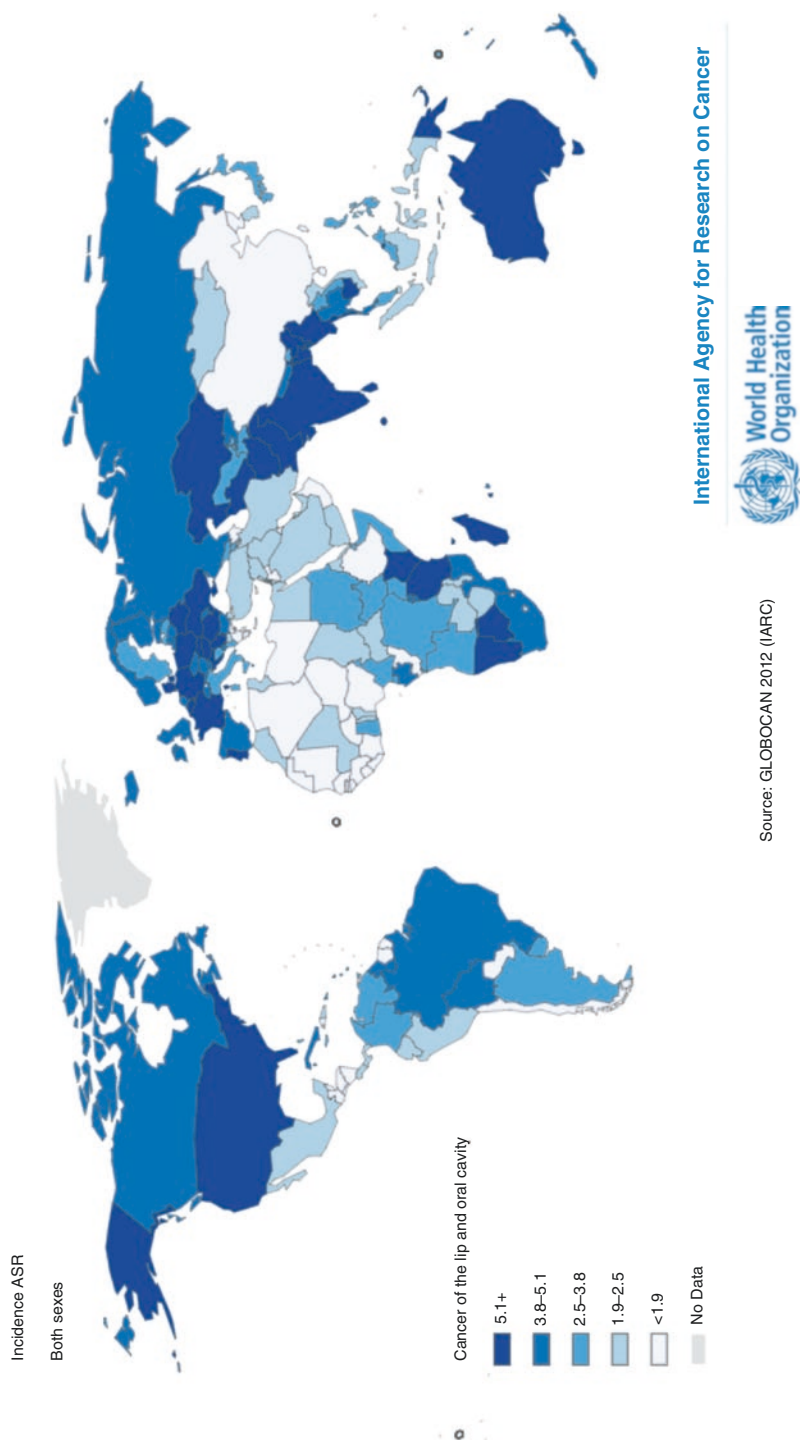 Incidence ASR
Both sexes
Cancer of the lip and oral cavity
5.1+
3.8–5.1
2.5–3.8
1.9–2.5
<1.9
No Data
Source: GLOBOCAN 2012 (IARC)
International Agency for Research on Cancer
World Health
Organization